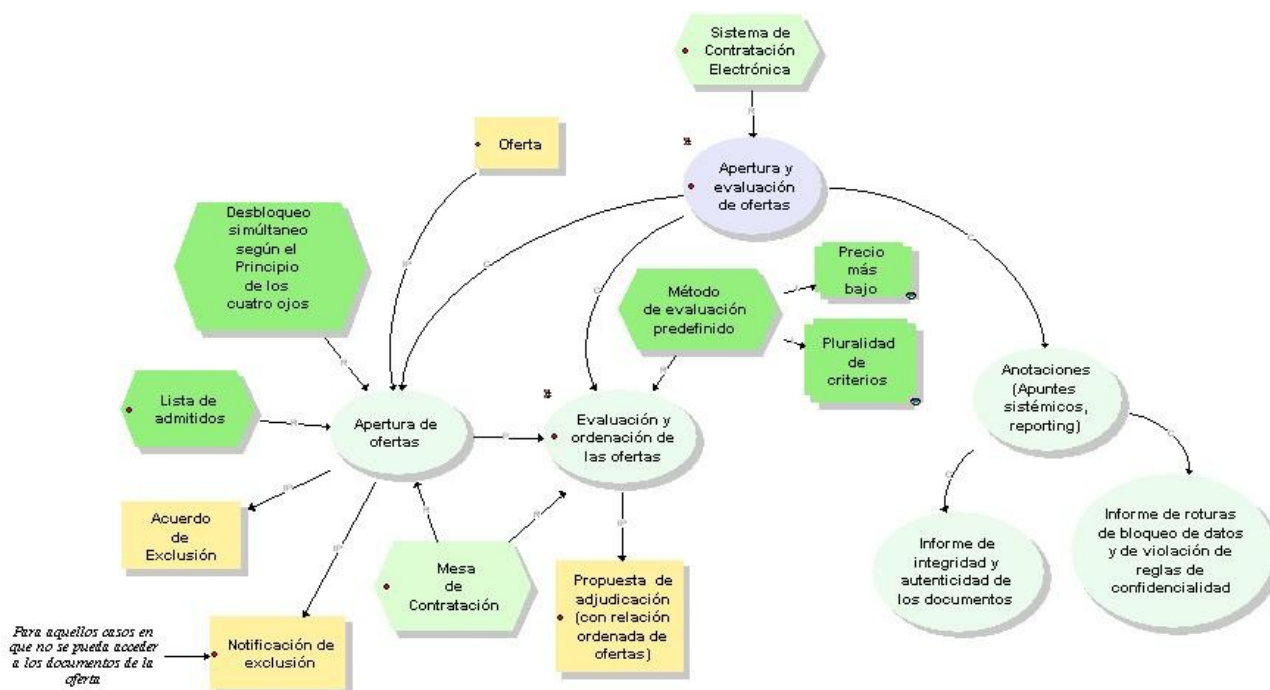 Sistema de
Contratación
Electrónica
R
Oferta
Apertura y
evaluación
de ofertas
Desbloqueo
simúltaneo
según el
Principio
de los
cuatro ojos
IP
C
C
C
Precio
más
bajo
Método
de evaluación
predefinido
I
I
Pluralidad
de
criterios
R
R
Lista de
admitidos
R
Apertura de
ofertas
P
Evaluación y
ordenación de
las ofertas
Anotaciones
(Apuntes
sistémicos,
reporting)
C
C
IP
Acuerdo
de
Exclusión
IP
R
R
IP
Mesa
de
Contratación
Propuesta de
adjudicación
(con relación
ordenada de
ofertas)
Informe de
integridad y
autenticidad de
los documentos
Informe de roturas
de bloqueo de datos
y de violación de
reglas de
confidencialidad
Para aquellos casos en
que no se pueda acceder
a los documentos de la
oferta
Notificación de
exclusión